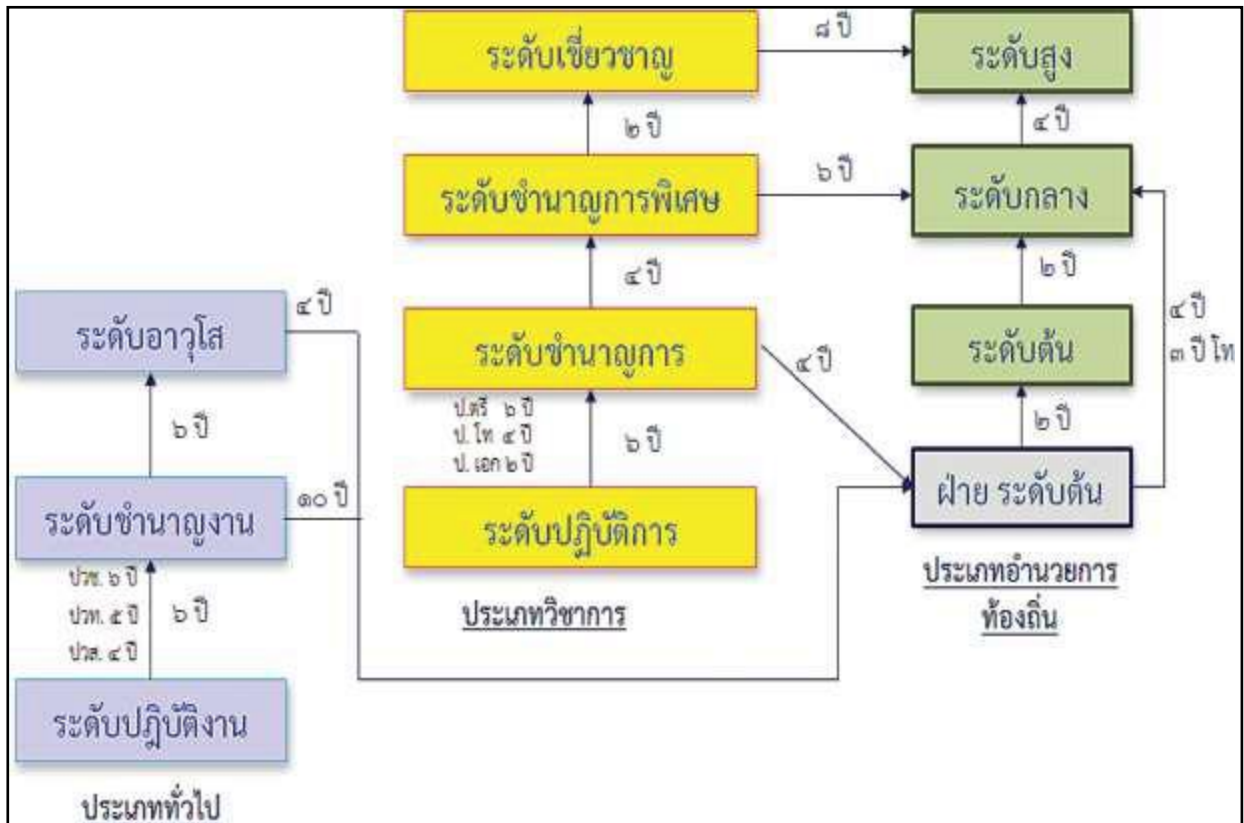 ระดับเชี่ยวชาญ
๘ ปี
ระดับสูง
๒ ปี
๔ ปี
ระดับชำนาญการพิเศษ
๖ ปี
ระดับกลาง
๔ ปี
๒ ปี
ระดับอาวุโส
๔ ปี
ระดับชำนาญการ
๔ ปี
ระดับต้น
๔ ปี
๓ ปี โท
๖ ปี
ป.ตรี ๖ ปี
ป. โท ๔ ปี
ป. เอก ๒ ปี
๖ ปี
๒ ปี
ระดับชำนาญงาน
๑๐ ปี
ระดับปฏิบัติการ
ฝ่าย ระดับต้น
ปวช. ๖ ปี
ปวท. ๕ ปี
ปวส. ๔ ปี
๖ ปี
ประเภทวิชาการ
ประเภทอำนวยการ
ท้องถิ่น
ระดับปฏิบัติงาน
ประเภททั่วไป